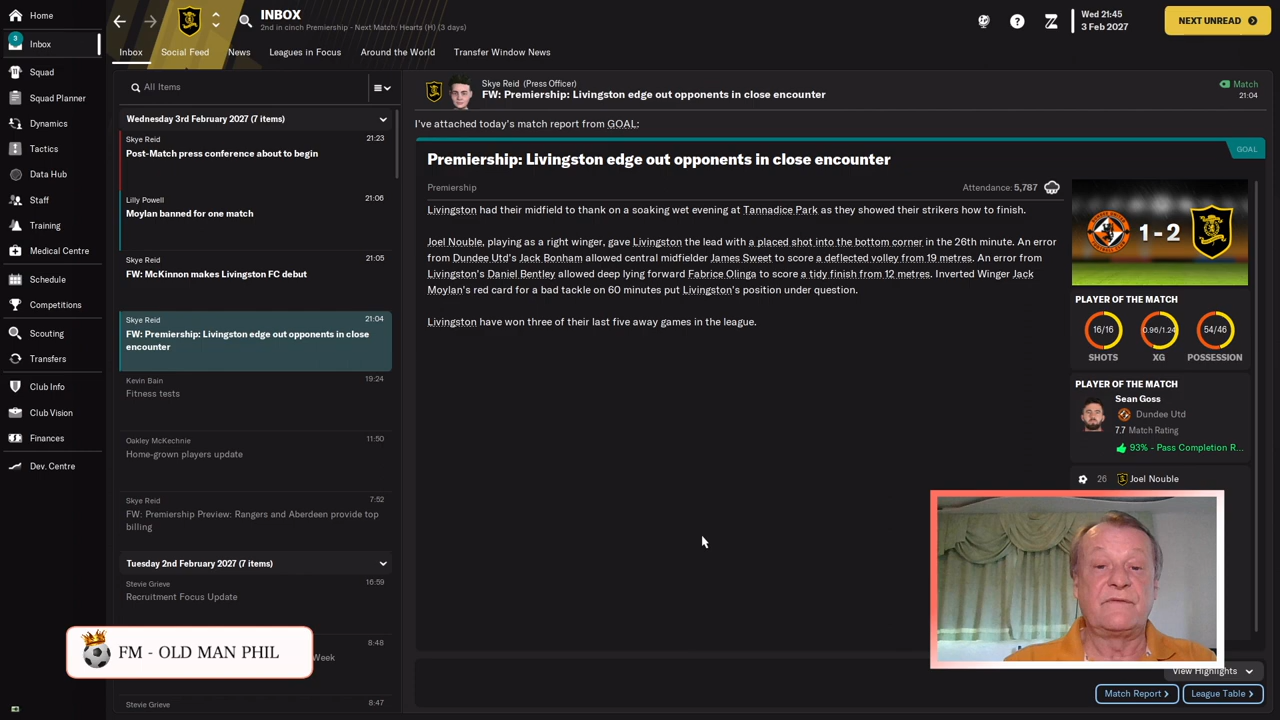 INBOX
2nd in cinch Premiership - Next Match: Hearts (H) (3 days)
Wed 21:45
3 Feb 2027
NEXT UNREAD
Inbox
Social Feed
News
Leagues in Focus
Around the World
Transfer Window News
Home
3
Inbox
Squad
Squad Planner
Dynamics
Tactics
Data Hub
Staff
Training
Medical Centre
Schedule
Competitions
Scouting
Transfers
Club Info
Club Vision
Finances
Dev. Centre
All Items
Wednesday 3rd February 2027 (7 items)
Skye Reid 21:23
Post-Match press conference about to begin
Lilly Powell 21:06
Moylan banned for one match
Skye Reid 21:05
FW: McKinnon makes Livingston FC debut
Skye Reid 21:04
FW: Premiership: Livingston edge out opponents in close
encounter
Kevin Bain 19:24
Fitness tests
Oakley McKechnie 11:50
Home-grown players update
Skye Reid 7:52
FW: Premiership Preview: Rangers and Aberdeen provide top
billing
Tuesday 2nd February 2027 (7 items)
Stevie Grieve 16:59
Recruitment Focus Update
8:48
Week
Stevie Grieve 8:47
FM - OLD MAN PHIL
Skye Reid (Press Officer)
FW: Premiership: Livingston edge out opponents in close encounter
Match
21:04
I've attached today's match report from GOAL:
GOAL
Premiership: Livingston edge out opponents in close encounter
Premiership
Attendance: 5,787
Livingston had their midfield to thank on a soaking wet evening at Tannadice Park as they showed their strikers how to finish.
Joel Nouble, playing as a right winger, gave Livingston the lead with a placed shot into the bottom corner in the 26th minute. An error
from Dundee Utd's Jack Bonham allowed central midfielder James Sweet to score a deflected volley from 19 metres. An error from
Livingston's Daniel Bentley allowed deep lying forward Fabrice Olinga to score a tidy finish from 12 metres. Inverted Winger Jack
Moylan's red card for a bad tackle on 60 minutes put Livingston's position under question.
Livingston have won three of their last five away games in the league.
1 - 2
PLAYER OF THE MATCH
16/16
0.96/1.24
54/46
SHOTS
XG
POSSESSION
PLAYER OF THE MATCH
Sean Goss
Dundee Utd
7.7 Match Rating
93% - Pass Completion R...
26 Joel Nouble
View Highlights
Match Report >
League Table >